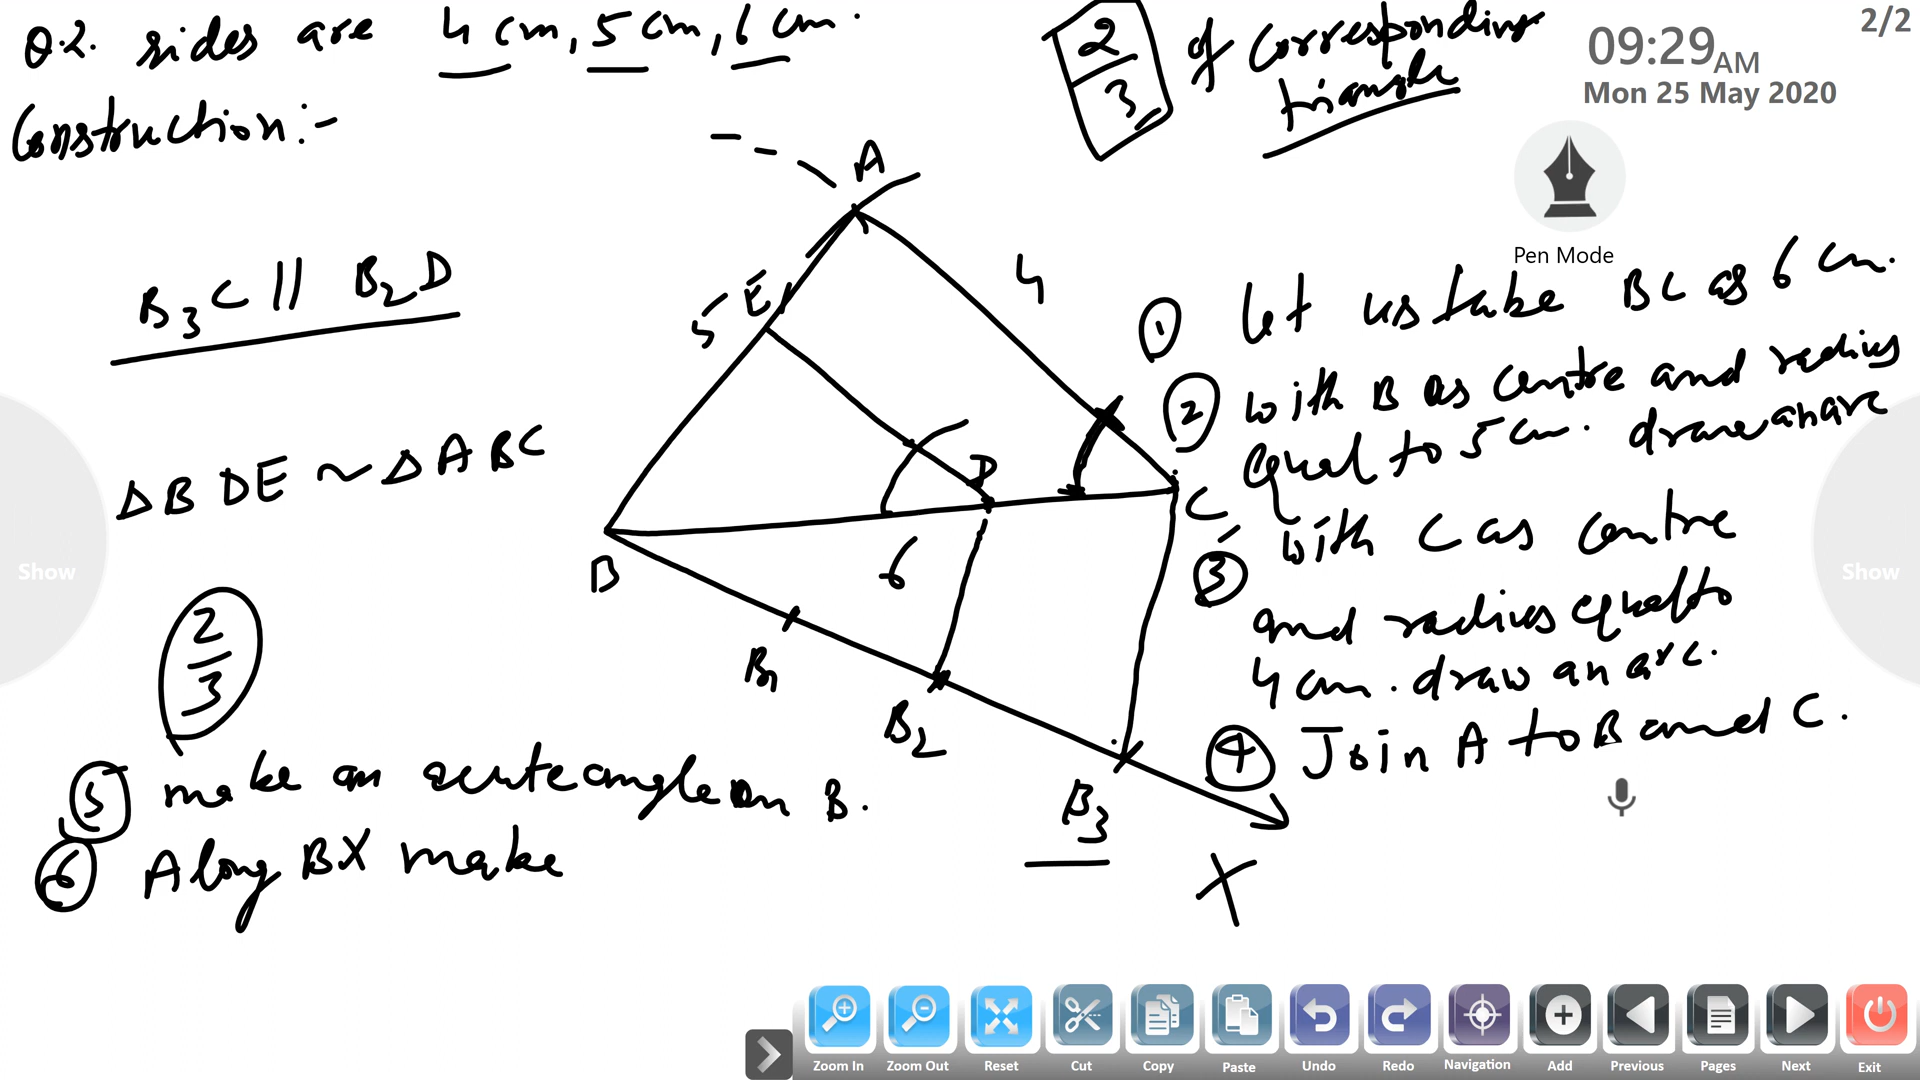 Q.2. sides are 4 cm, 5 cm, 6 cm.
2/3 of corresponding
triangle
Construction:-
2/2
09:29 AM
Mon 25 May 2020
Pen Mode
A
5 E
4
D
C
B
6
B1
B2
B3
X
B3C || B2D
ΔBDE ~ ΔABC
2/3
① Let us take BC as 6 cm.
② with B as centre and radius
equal to 5 cm. draw an arc
③ with C as centre
and radius equal to
4 cm. draw an arc.
④ Join A to B and C.
⑤ make an acute angle on B.
⑥ Along BX make
Show
Show
Zoom In
Zoom Out
Reset
Cut
Copy
Paste
Undo
Redo
Navigation
Add
Previous
Pages
Next
Exit